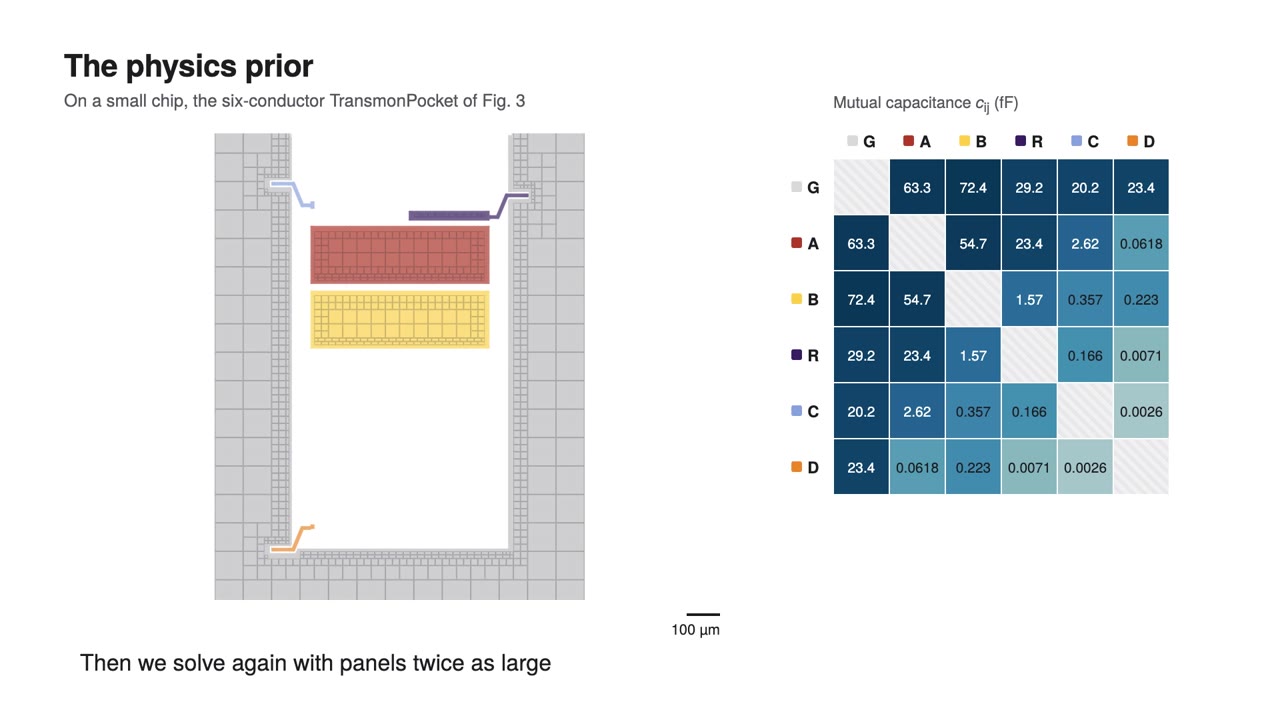 The physics prior
On a small chip, the six-conductor TransmonPocket of Fig. 3
Mutual capacitance cij (fF)
G A B R C D
G 63.3 72.4 29.2 20.2 23.4
A 63.3 54.7 23.4 2.62 0.0618
B 72.4 54.7 1.57 0.357 0.223
R 29.2 23.4 1.57 0.166 0.0071
C 20.2 2.62 0.357 0.166 0.0026
D 23.4 0.0618 0.223 0.0071 0.0026
100 μm
Then we solve again with panels twice as large